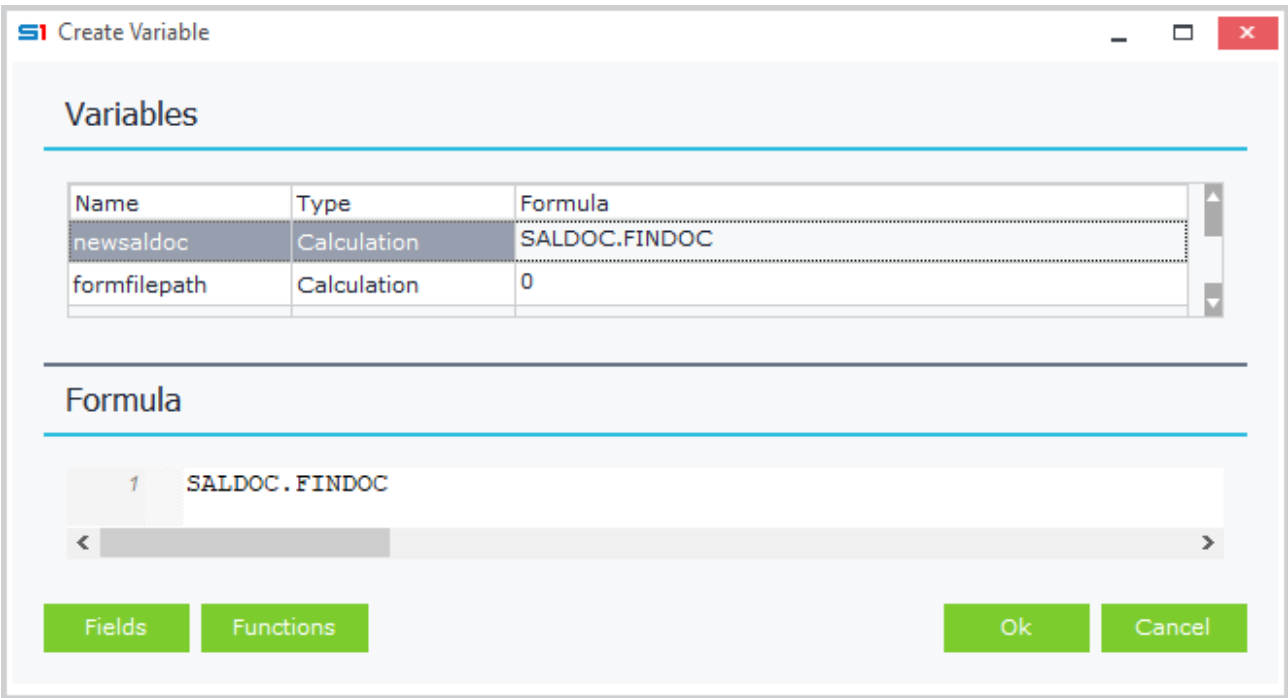 S1 Create Variable
Variables
Name Type Formula
newsaldoc Calculation SALDOC.FINDOC
formfilepath Calculation 0
Formula
1 SALDOC.FINDOC
Fields Functions Ok Cancel